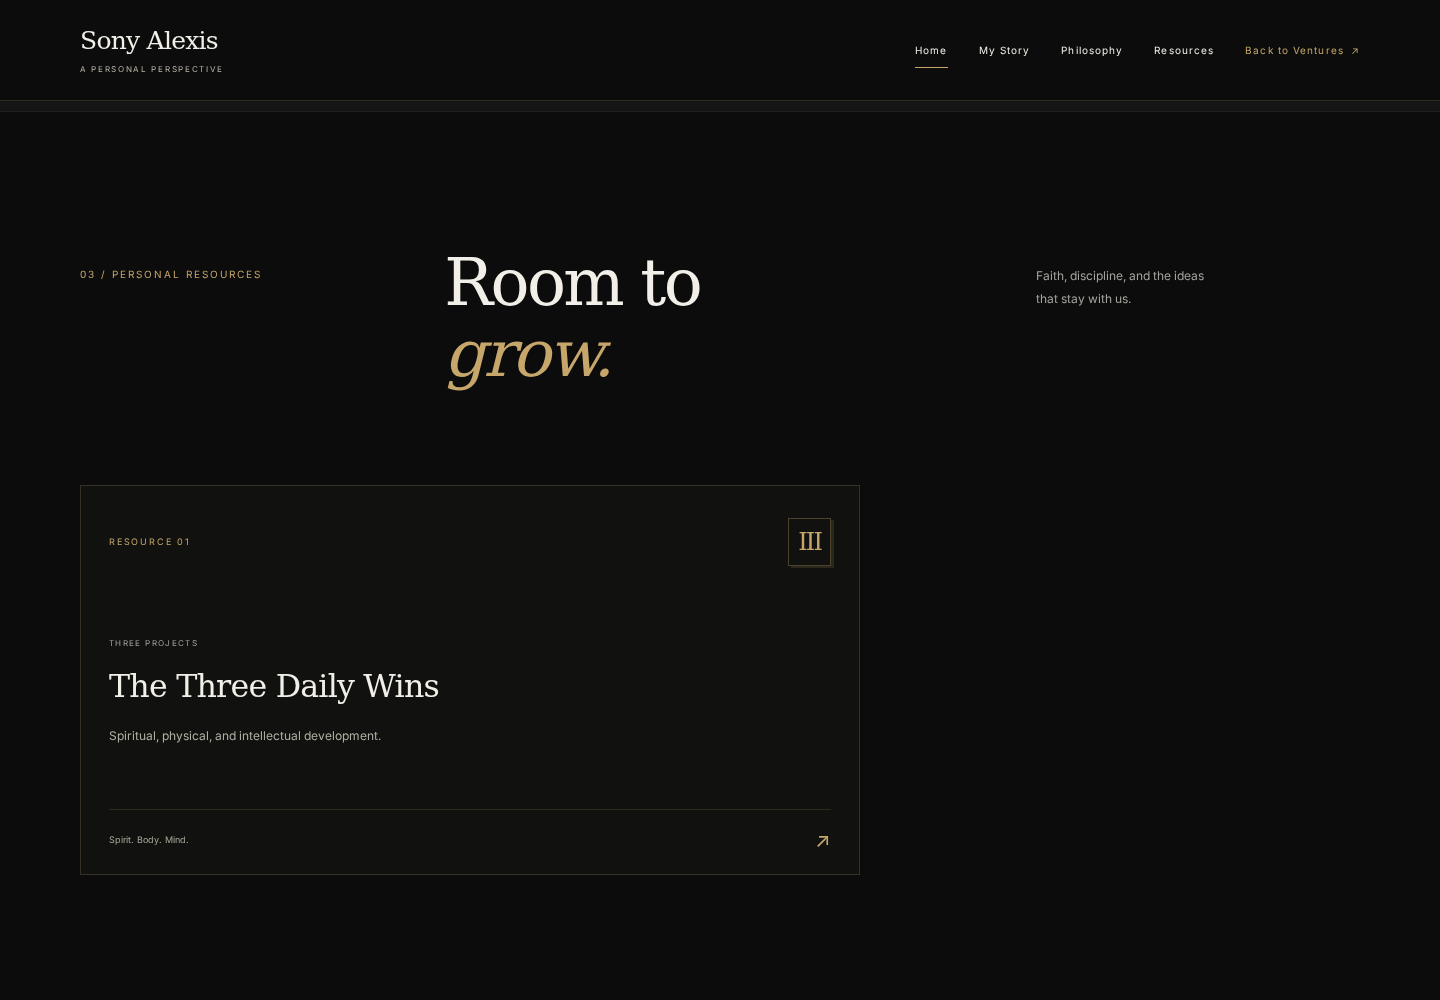 Sony Alexis
A PERSONAL PERSPECTIVE
Home
My Story
Philosophy
Resources
Back to Ventures ↗
03 / PERSONAL RESOURCES
Room to
grow.
Faith, discipline, and the ideas
that stay with us.
RESOURCE 01
III
THREE PROJECTS
The Three Daily Wins
Spiritual, physical, and intellectual development.
Spirit. Body. Mind.
↗